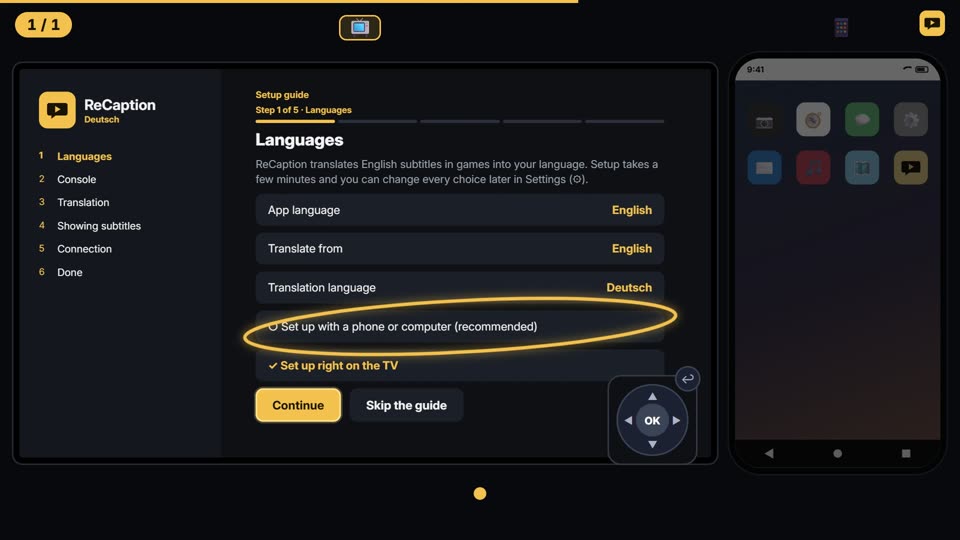 1 / 1
ReCaption
Deutsch
1 Languages
2 Console
3 Translation
4 Showing subtitles
5 Connection
6 Done
Setup guide
Step 1 of 5 · Languages
Languages
ReCaption translates English subtitles in games into your language. Setup takes a
few minutes and you can change every choice later in Settings (⚙).
App language English
Translate from English
Translation language Deutsch
○ Set up with a phone or computer (recommended)
✓ Set up right on the TV
Continue Skip the guide
OK
9:41